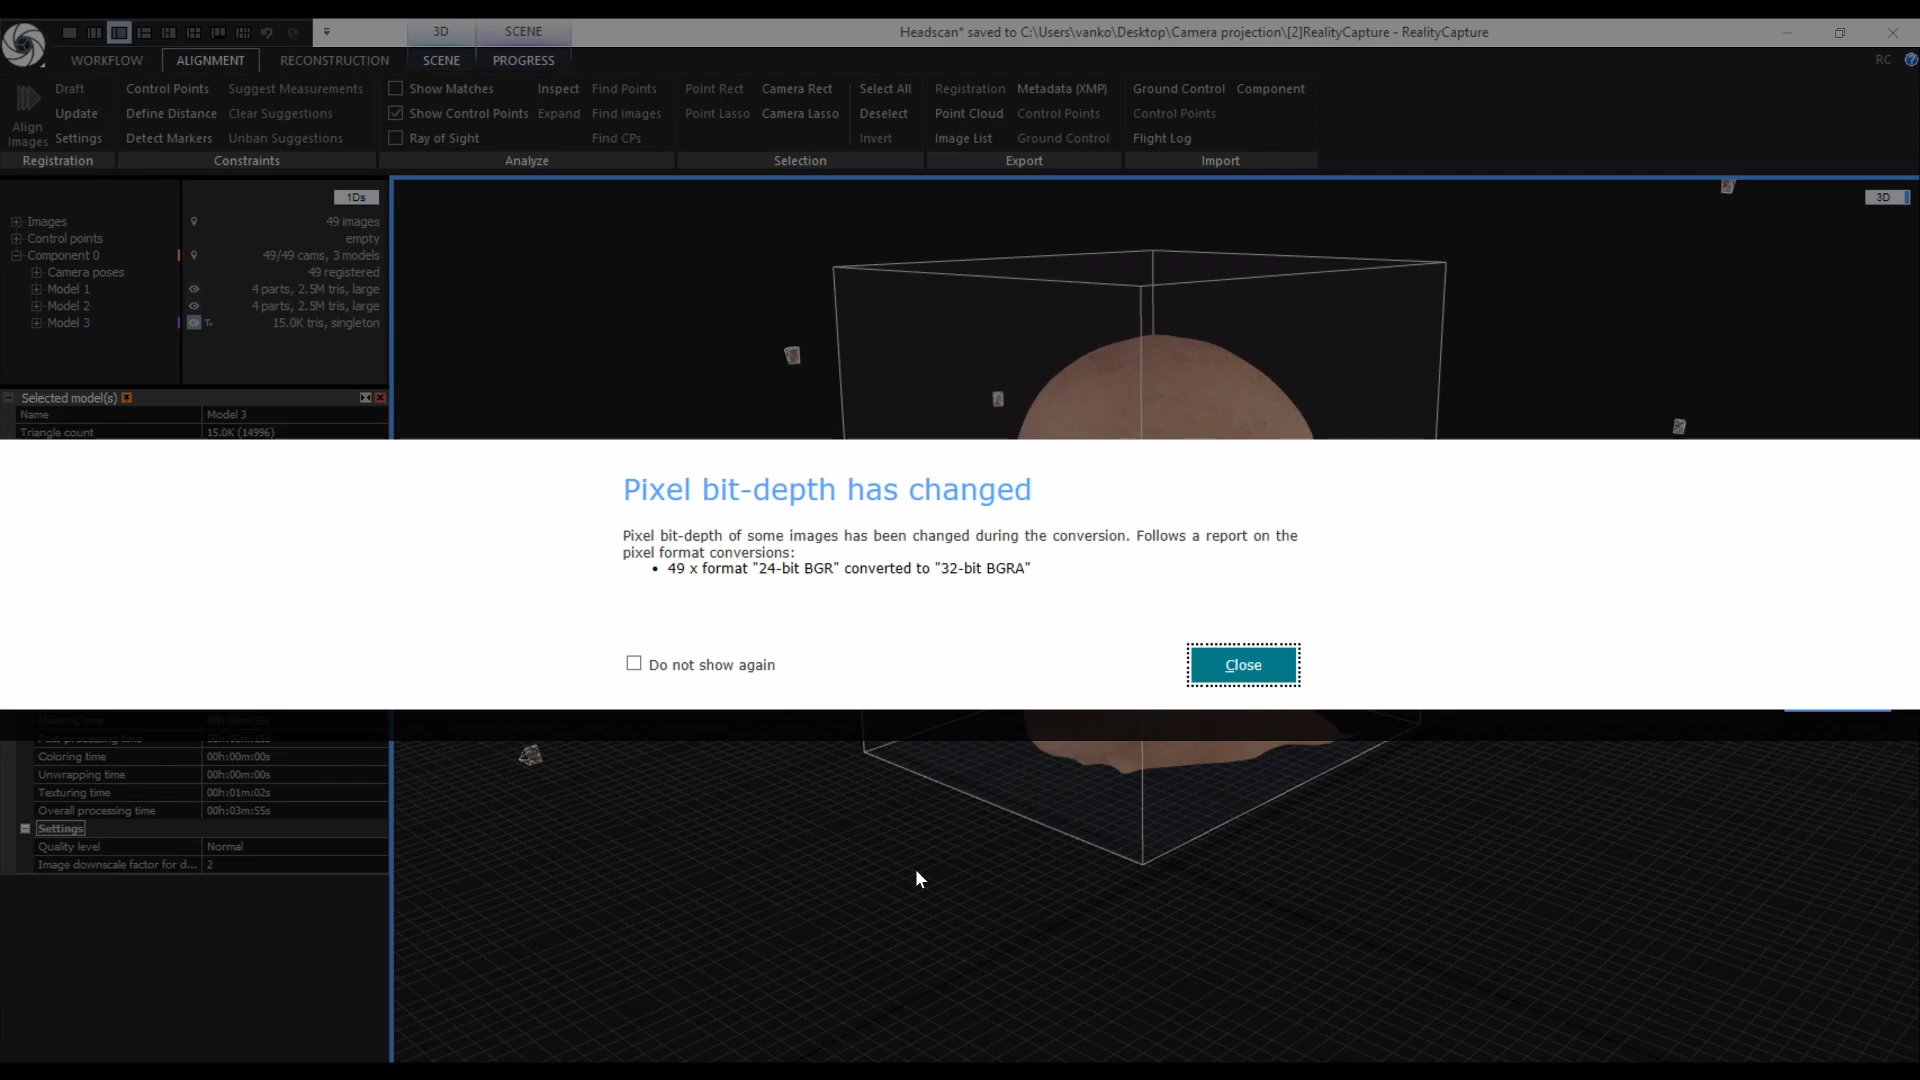 3D
SCENE
Headscan* saved to C:\Users\vanko\Desktop\Camera projection\[2]RealityCapture - RealityCapture
WORKFLOW
ALIGNMENT
RECONSTRUCTION
SCENE
PROGRESS
RC
Align Images
Draft
Update
Settings
Registration
Control Points
Define Distance
Detect Markers
Suggest Measurements
Clear Suggestions
Unban Suggestions
Constraints
Show Matches
Show Control Points
Ray of Sight
Inspect
Expand
Find Points
Find Images
Find CPs
Analyze
Point Rect
Point Lasso
Camera Rect
Camera Lasso
Select All
Deselect
Invert
Selection
Registration
Point Cloud
Image List
Metadata (XMP)
Control Points
Ground Control
Export
Ground Control
Control Points
Flight Log
Component
Import
1Ds
3D
Images 49 images
Control points empty
Component 0 49/49 cams, 3 models
Camera poses 49 registered
Model 1 4 parts, 2.5M tris, large
Model 2 4 parts, 2.5M tris, large
Model 3 15.0K tris, singleton
Selected model(s)
Name Model 3
Triangle count 15.0K (14996)
Pixel bit-depth has changed
Pixel bit-depth of some images has been changed during the conversion. Follows a report on the
pixel format conversions:
• 49 x format "24-bit BGR" converted to "32-bit BGRA"
Do not show again
Close
Coloring time 00h:00m:00s
Unwrapping time 00h:00m:00s
Texturing time 00h:01m:02s
Overall processing time 00h:03m:55s
Settings
Quality level Normal
Image downscale factor for d... 2